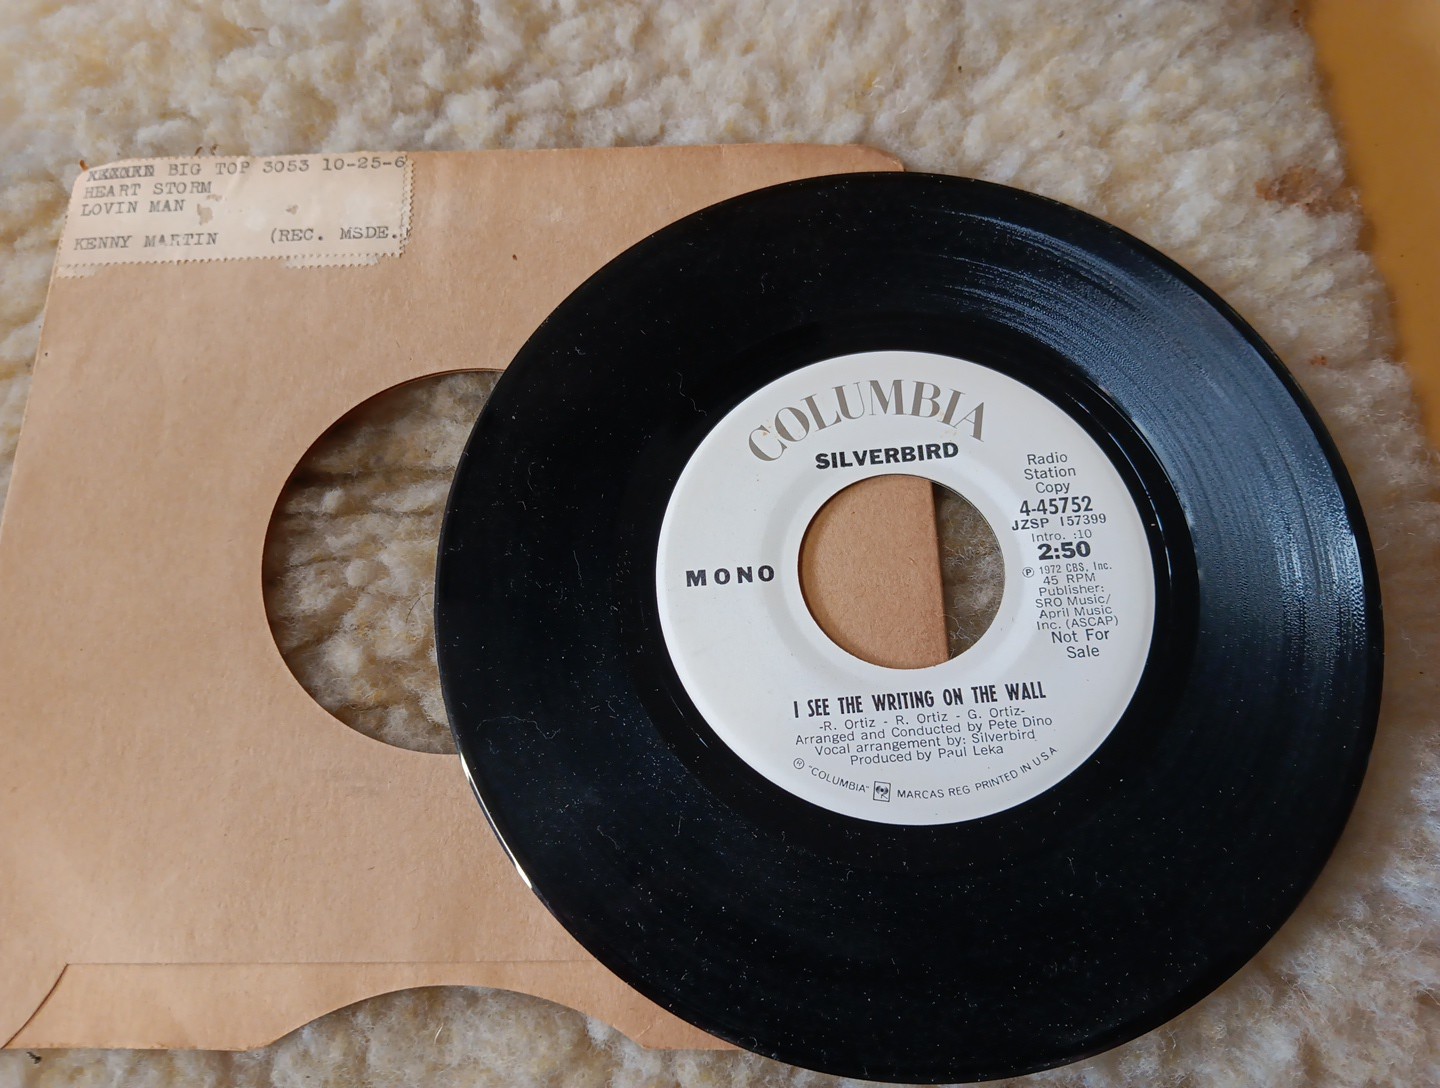 BIG TOP 3053 10-25-6
HEART STORM
LOVIN MAN
KENNY MARTIN (REC. MSDE.)
COLUMBIA
SILVERBIRD
Radio
Station
Copy
4-45752
JZSP 157399
Intro. :10
2:50
℗ 1972 CBS, Inc.
45 RPM
Publisher:
SRO Music/
April Music
Inc. (ASCAP)
Not For
Sale
MONO
I SEE THE WRITING ON THE WALL
-R. Ortiz - R. Ortiz - G. Ortiz-
Arranged and Conducted by Pete Dino
Vocal arrangement by: Silverbird
Produced by Paul Leka
"COLUMBIA" MARCAS REG PRINTED IN U S A